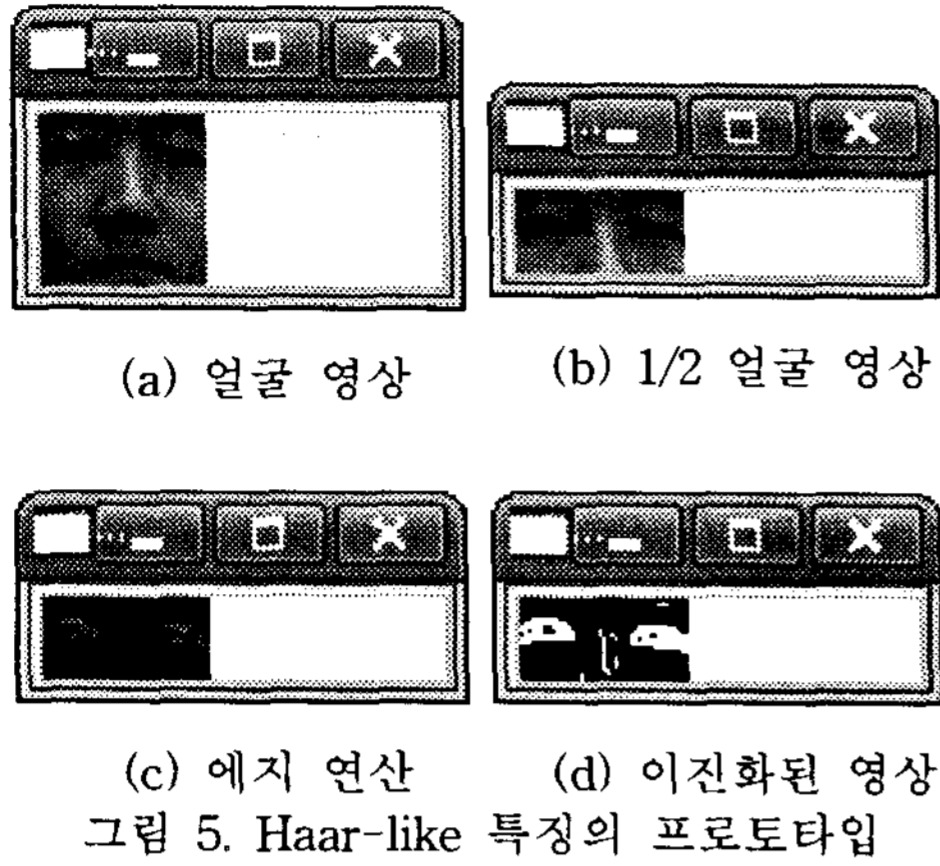 (a) 얼굴 영상
(b) 1/2 얼굴 영상
(c) 에지 연산
(d) 이진화된 영상
그림 5. Haar-like 특징의 프로토타입